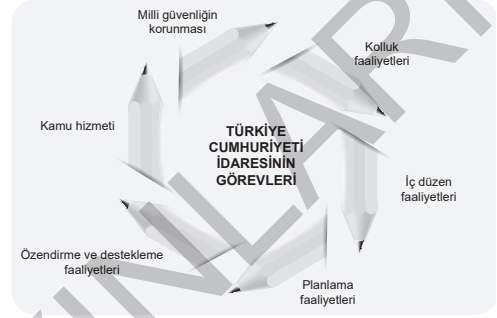 Milli güvenliğin
korunması
Kolluk
faaliyetleri
Kamu hizmeti
TÜRKİYE
CUMHURİYETİ
İDARESİNİN
GÖREVLERİ
İç düzen
faaliyetleri
Özendirme ve destekleme
faaliyetleri
Planlama
faaliyetleri